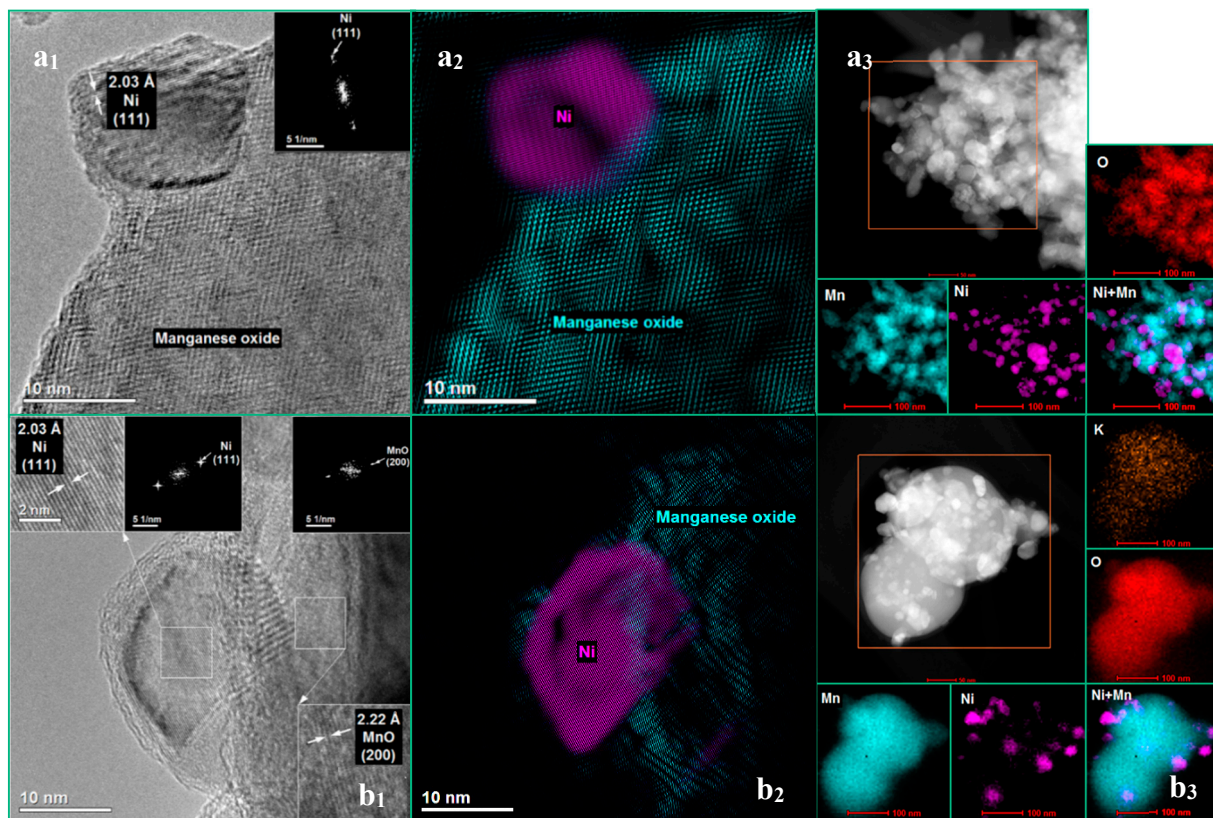 a1
2.03 Å
Ni
(111)
Ni
(111)
5 1/nm
Manganese oxide
10 nm
a2
Ni
Manganese oxide
10 nm
a3
50 nm
O
100 nm
Mn
100 nm
Ni
100 nm
Ni+Mn
100 nm
2.03 Å
Ni
(111)
2 nm
Ni
(111)
5 1/nm
MnO
(200)
5 1/nm
2.22 Å
MnO
(200)
10 nm
b1
Manganese oxide
Ni
10 nm
b2
50 nm
K
100 nm
O
100 nm
Mn
100 nm
Ni
100 nm
Ni+Mn
100 nm
b3